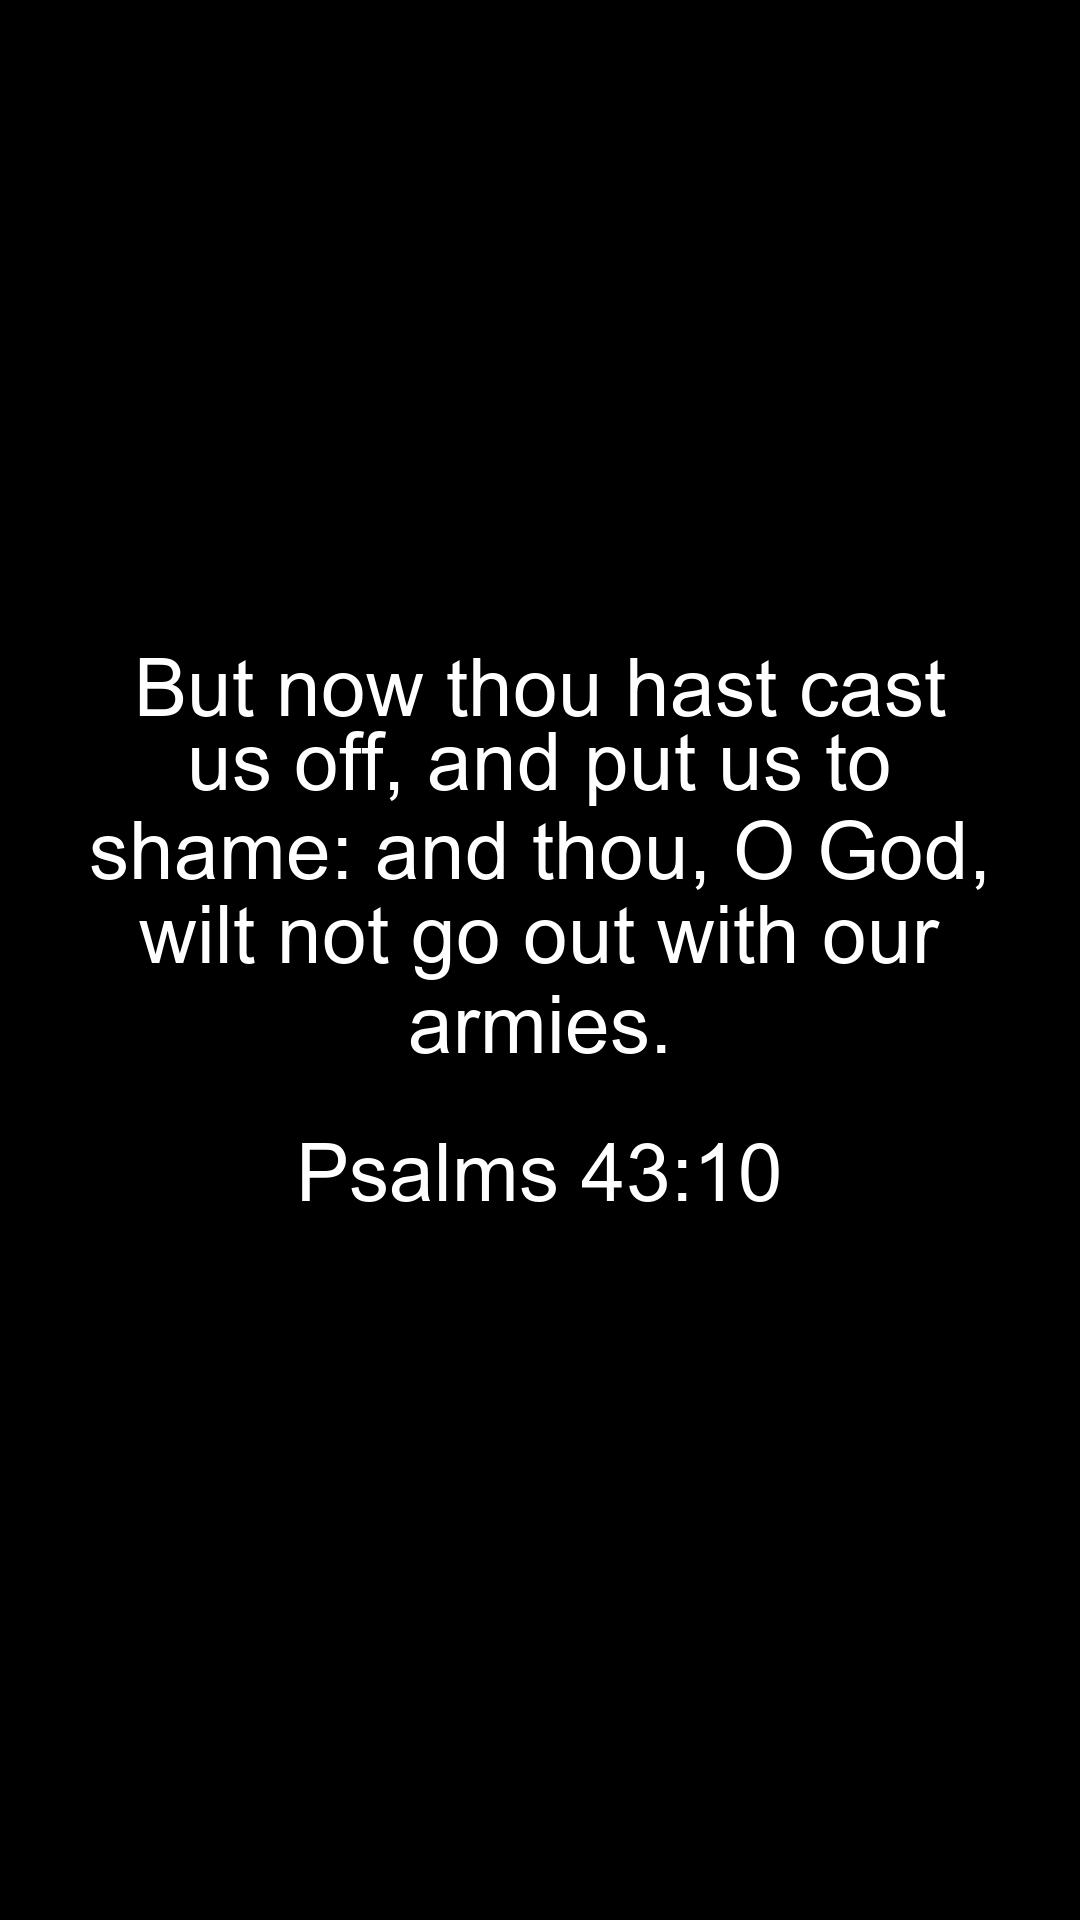 But now thou hast cast
us off, and put us to
shame: and thou, O God,
wilt not go out with our
armies.
Psalms 43:10